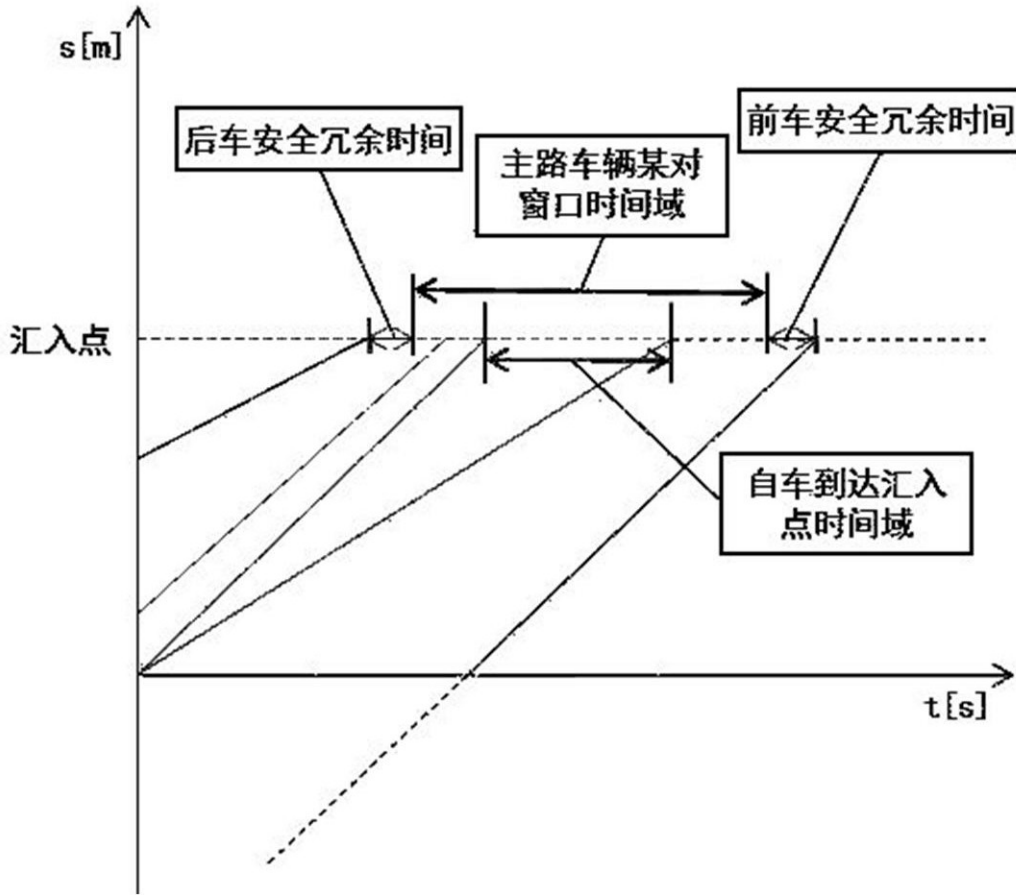 s[m]
后车安全冗余时间
主路车辆某对
窗口时间域
前车安全冗余时间
汇入点
自车到达汇入
点时间域
t[s]